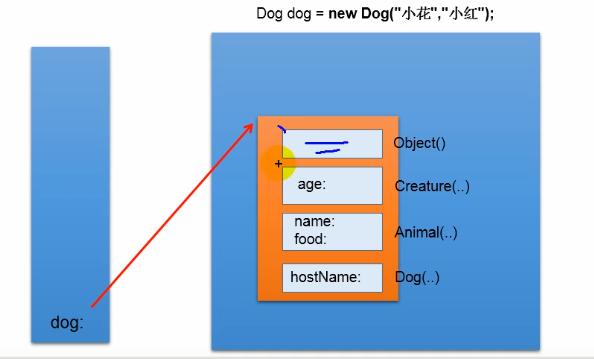 Dog dog = new Dog("小花","小红");
Object()
age:
Creature(..)
name:
food:
Animal(..)
hostName:
Dog(..)
dog: